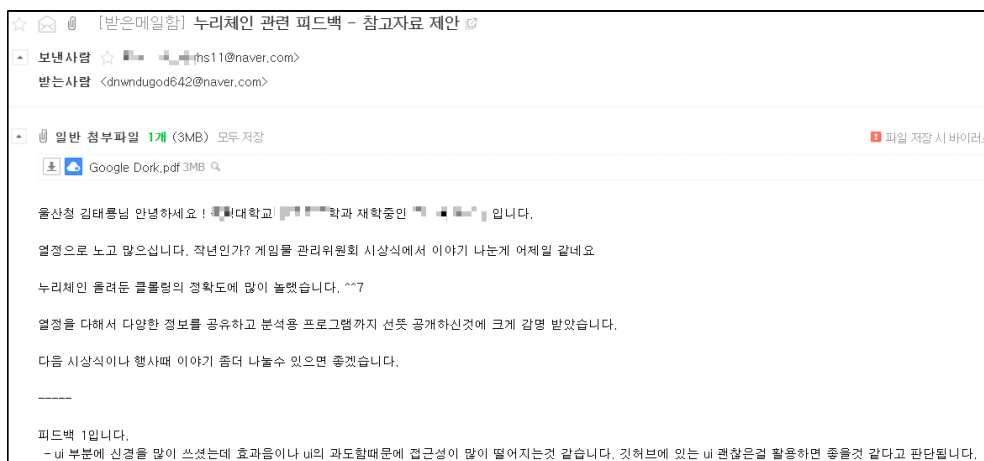 [받은메일함] 누리체인 관련 피드백 - 참고자료 제안
보낸사람 rhs11@naver.com>
받는사람 <dnwndugod642@naver.com>
일반 첨부파일 1개 (3MB) 모두 저장
파일 저장 시 바이러
Google Dork.pdf 3MB
울산청 김태룡님 안녕하세요 ! 대학교 학과 재학중인 입니다.
열정으로 노고 많으십니다. 작년인가? 게임물 관리위원회 시상식에서 이야기 나눈게 어제일 같네요
누리체인 올려둔 클롤링의 정확도에 많이 놀랬습니다. ^^7
열정을 다해서 다양한 정보를 공유하고 분석용 프로그램까지 선뜻 공개하신것에 크게 감명 받았습니다.
다음 시상식이나 행사때 이야기 좀더 나눌수 있으면 좋겠습니다.
-----
피드백 1입니다.
- ui 부분에 신경을 많이 쓰셨는데 효과음이나 ui의 과도함때문에 접근성이 많이 떨어지는것 같습니다. 깃허브에 있는 ui 괜찮은걸 활용하면 좋을것 같다고 판단됩니다.